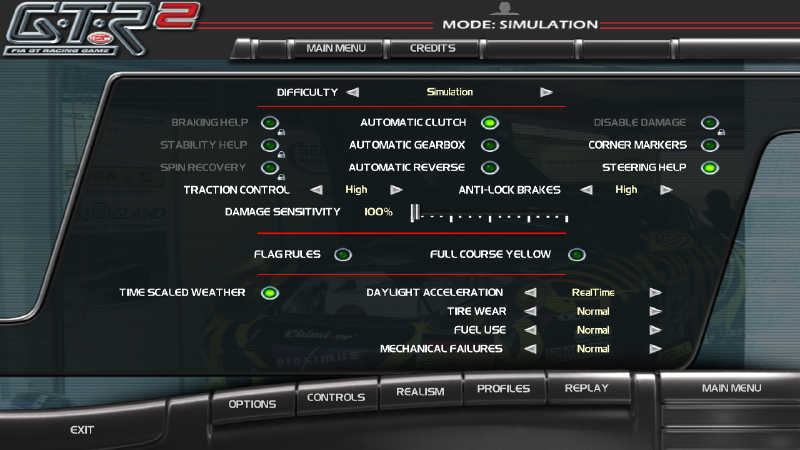 GTR2
FIA GT RACING GAME
MODE: SIMULATION
MAIN MENU CREDITS
DIFFICULTY Simulation
BRAKING HELP AUTOMATIC CLUTCH DISABLE DAMAGE
STABILITY HELP AUTOMATIC GEARBOX CORNER MARKERS
SPIN RECOVERY AUTOMATIC REVERSE STEERING HELP
TRACTION CONTROL High ANTI-LOCK BRAKES High
DAMAGE SENSITIVITY 100%
FLAG RULES FULL COURSE YELLOW
TIME SCALED WEATHER DAYLIGHT ACCELERATION RealTime
TIRE WEAR Normal
FUEL USE Normal
MECHANICAL FAILURES Normal
proximus
OPTIONS CONTROLS REALISM PROFILES REPLAY MAIN MENU
EXIT